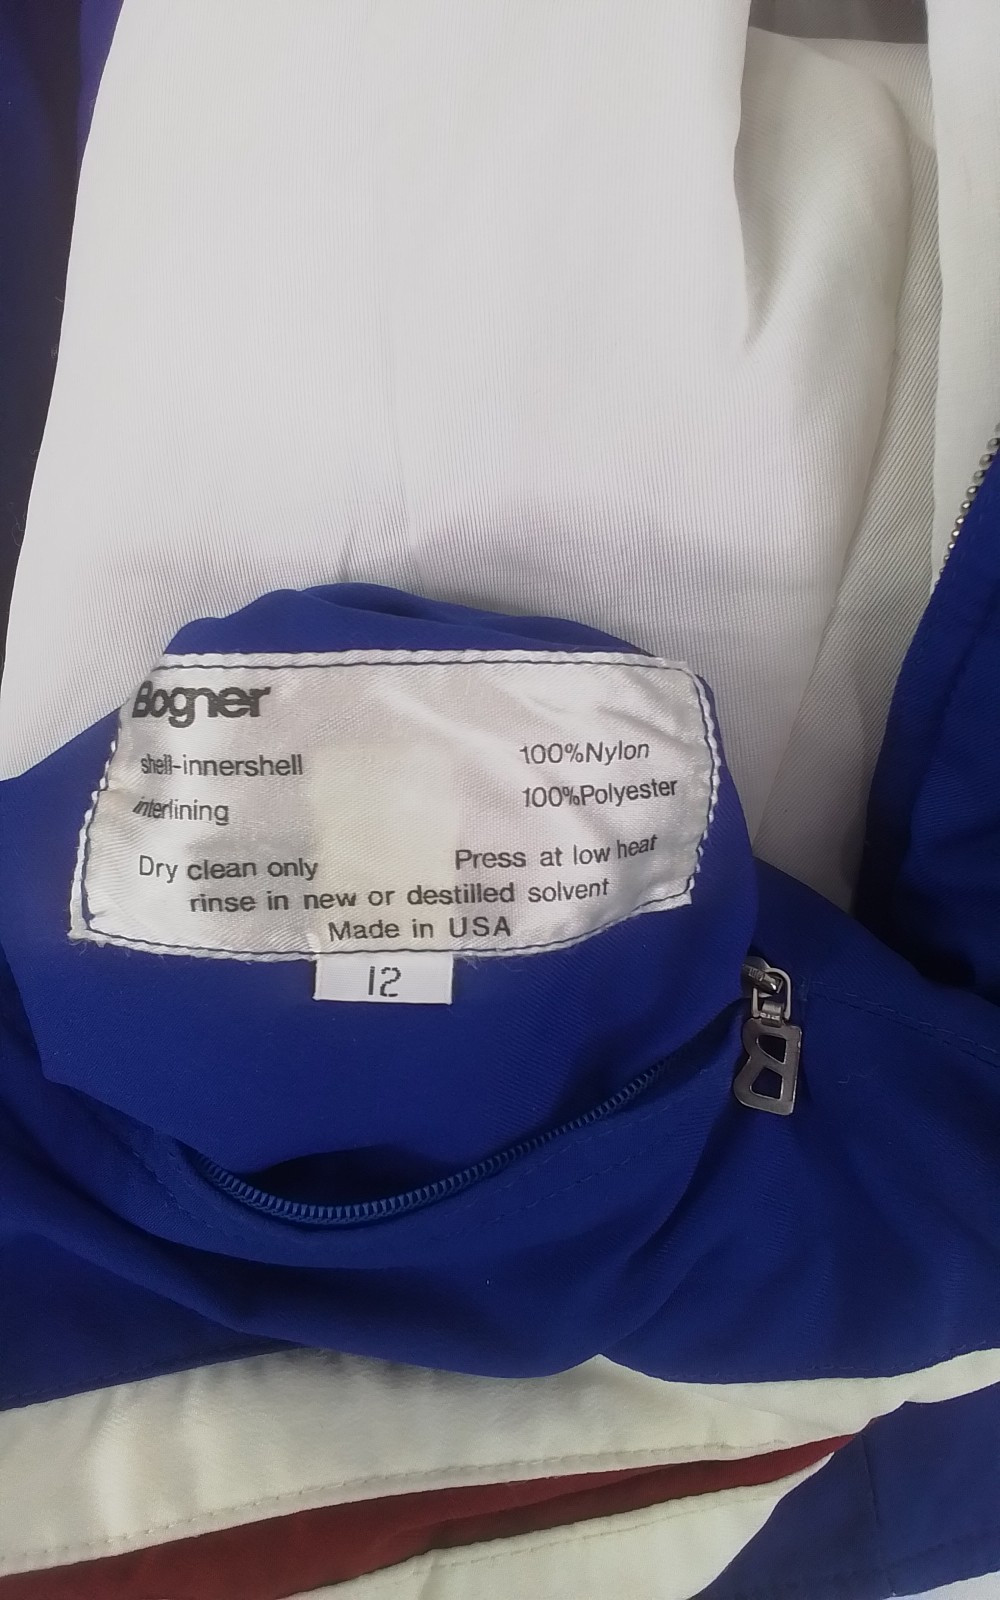 Bogner
shell-innershell 100%Nylon
interlining 100%Polyester
Dry clean only Press at low heat
rinse in new or destilled solvent
Made in USA
12
B